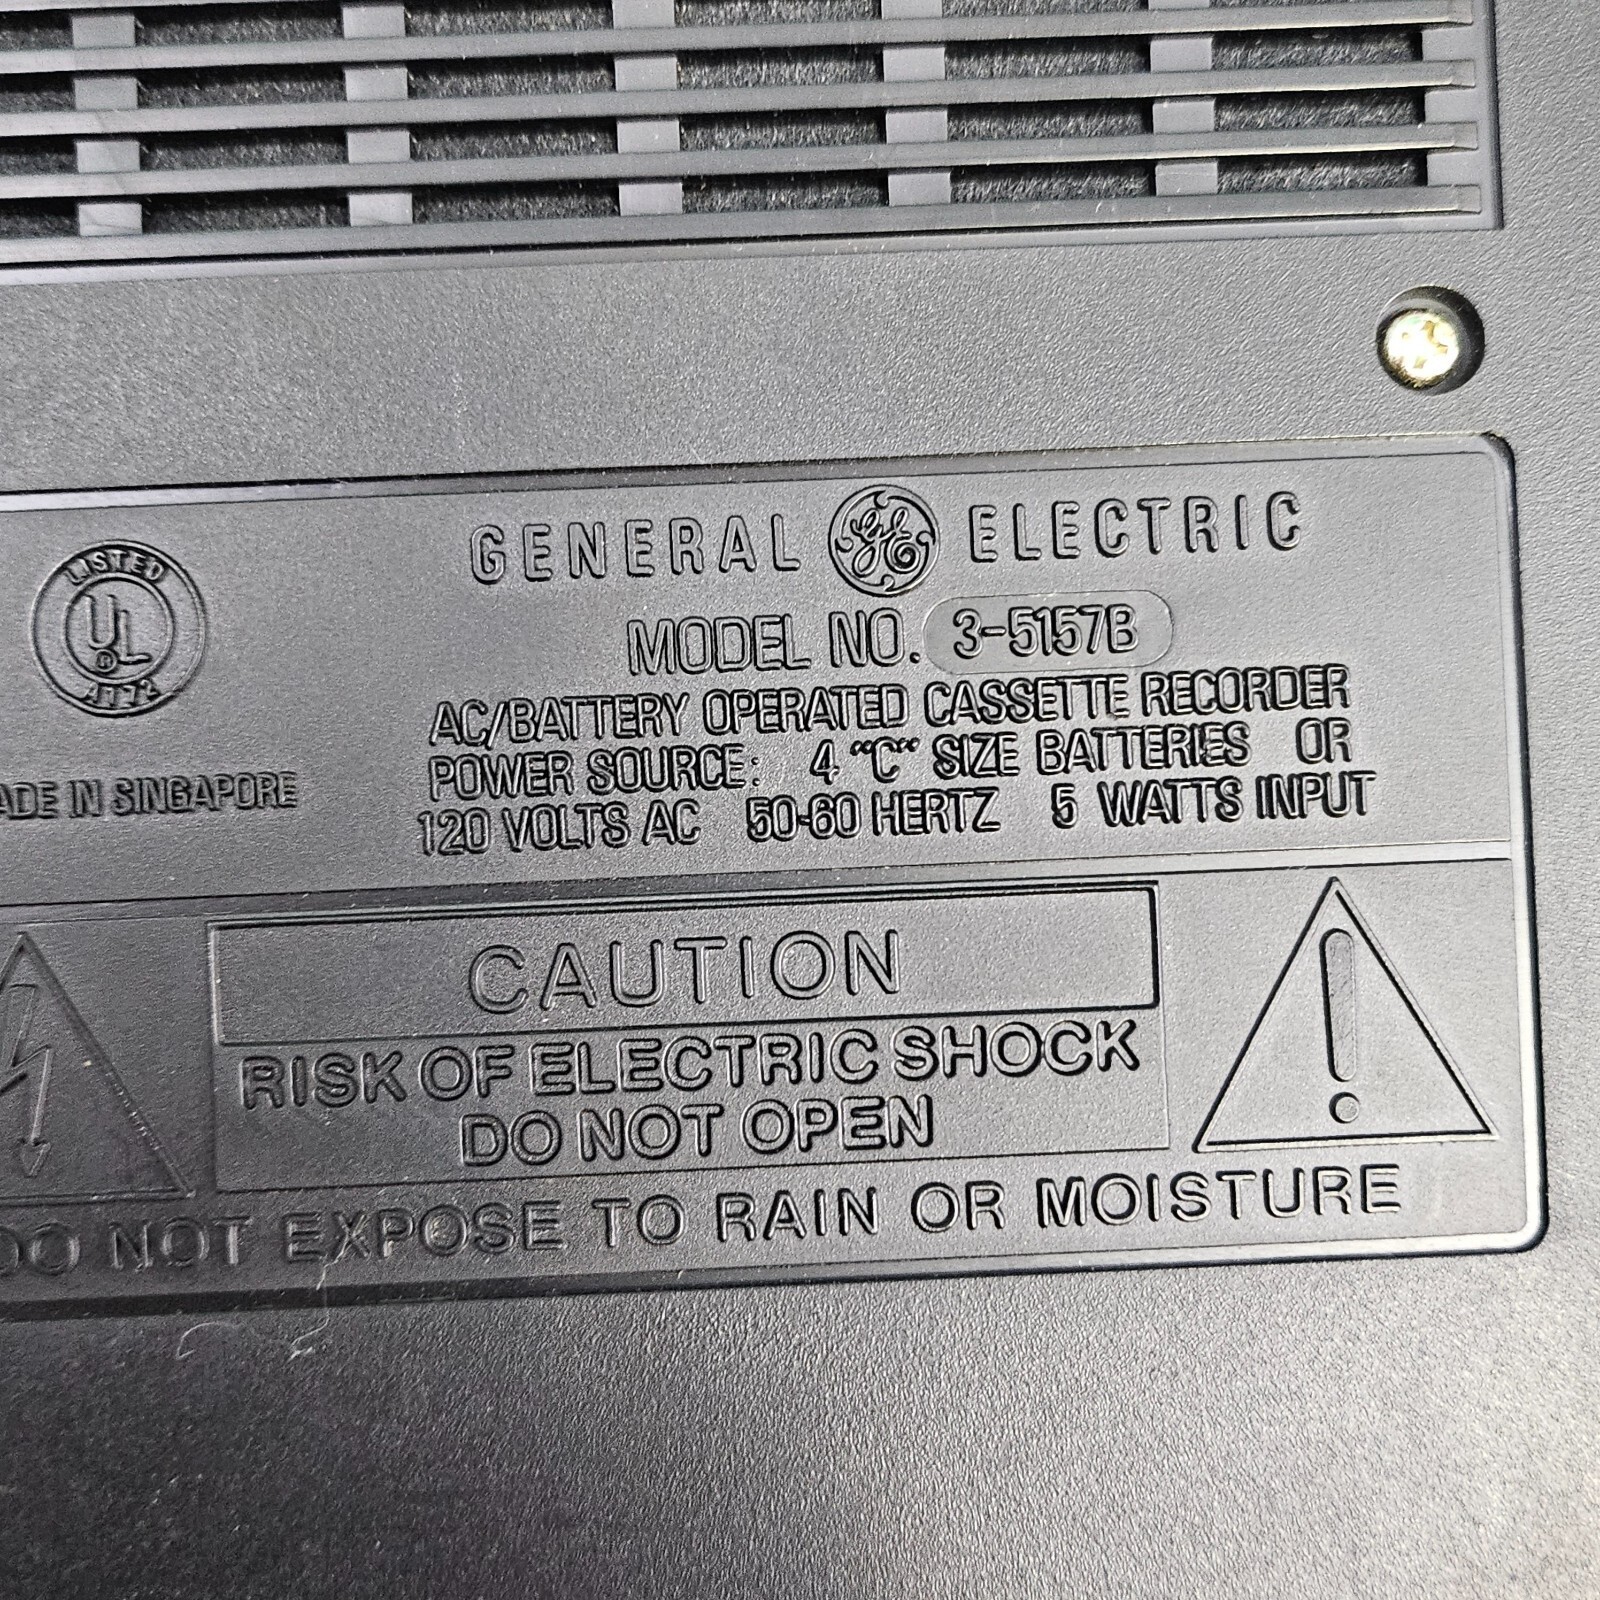 GENERAL GE ELECTRIC
LISTED
UL
A772
MODEL NO. 3-5157B
AC/BATTERY OPERATED CASSETTE RECORDER
POWER SOURCE: 4 "C" SIZE BATTERIES OR
120 VOLTS AC 50-60 HERTZ 5 WATTS INPUT
ADE IN SINGAPORE
CAUTION
RISK OF ELECTRIC SHOCK
DO NOT OPEN
DO NOT EXPOSE TO RAIN OR MOISTURE